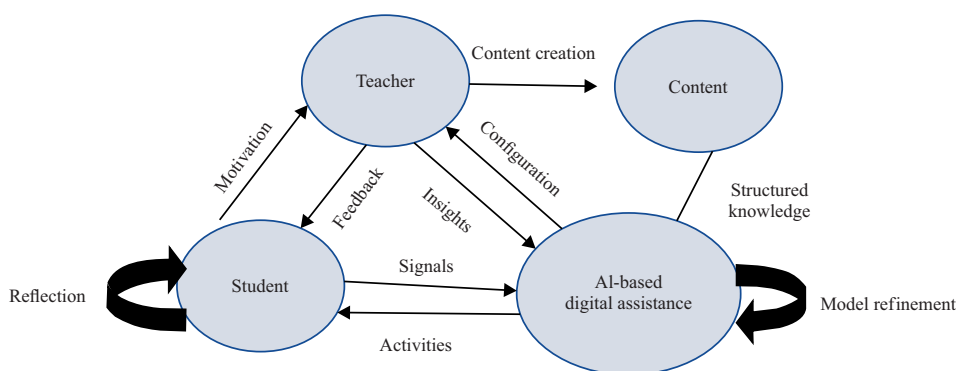 Content creation
Teacher
Content
Configuration
Motivation
Feedback
Insights
Structured
knowledge
Signals
Student
AI-based
digital assistance
Reflection
Model refinement
Activities